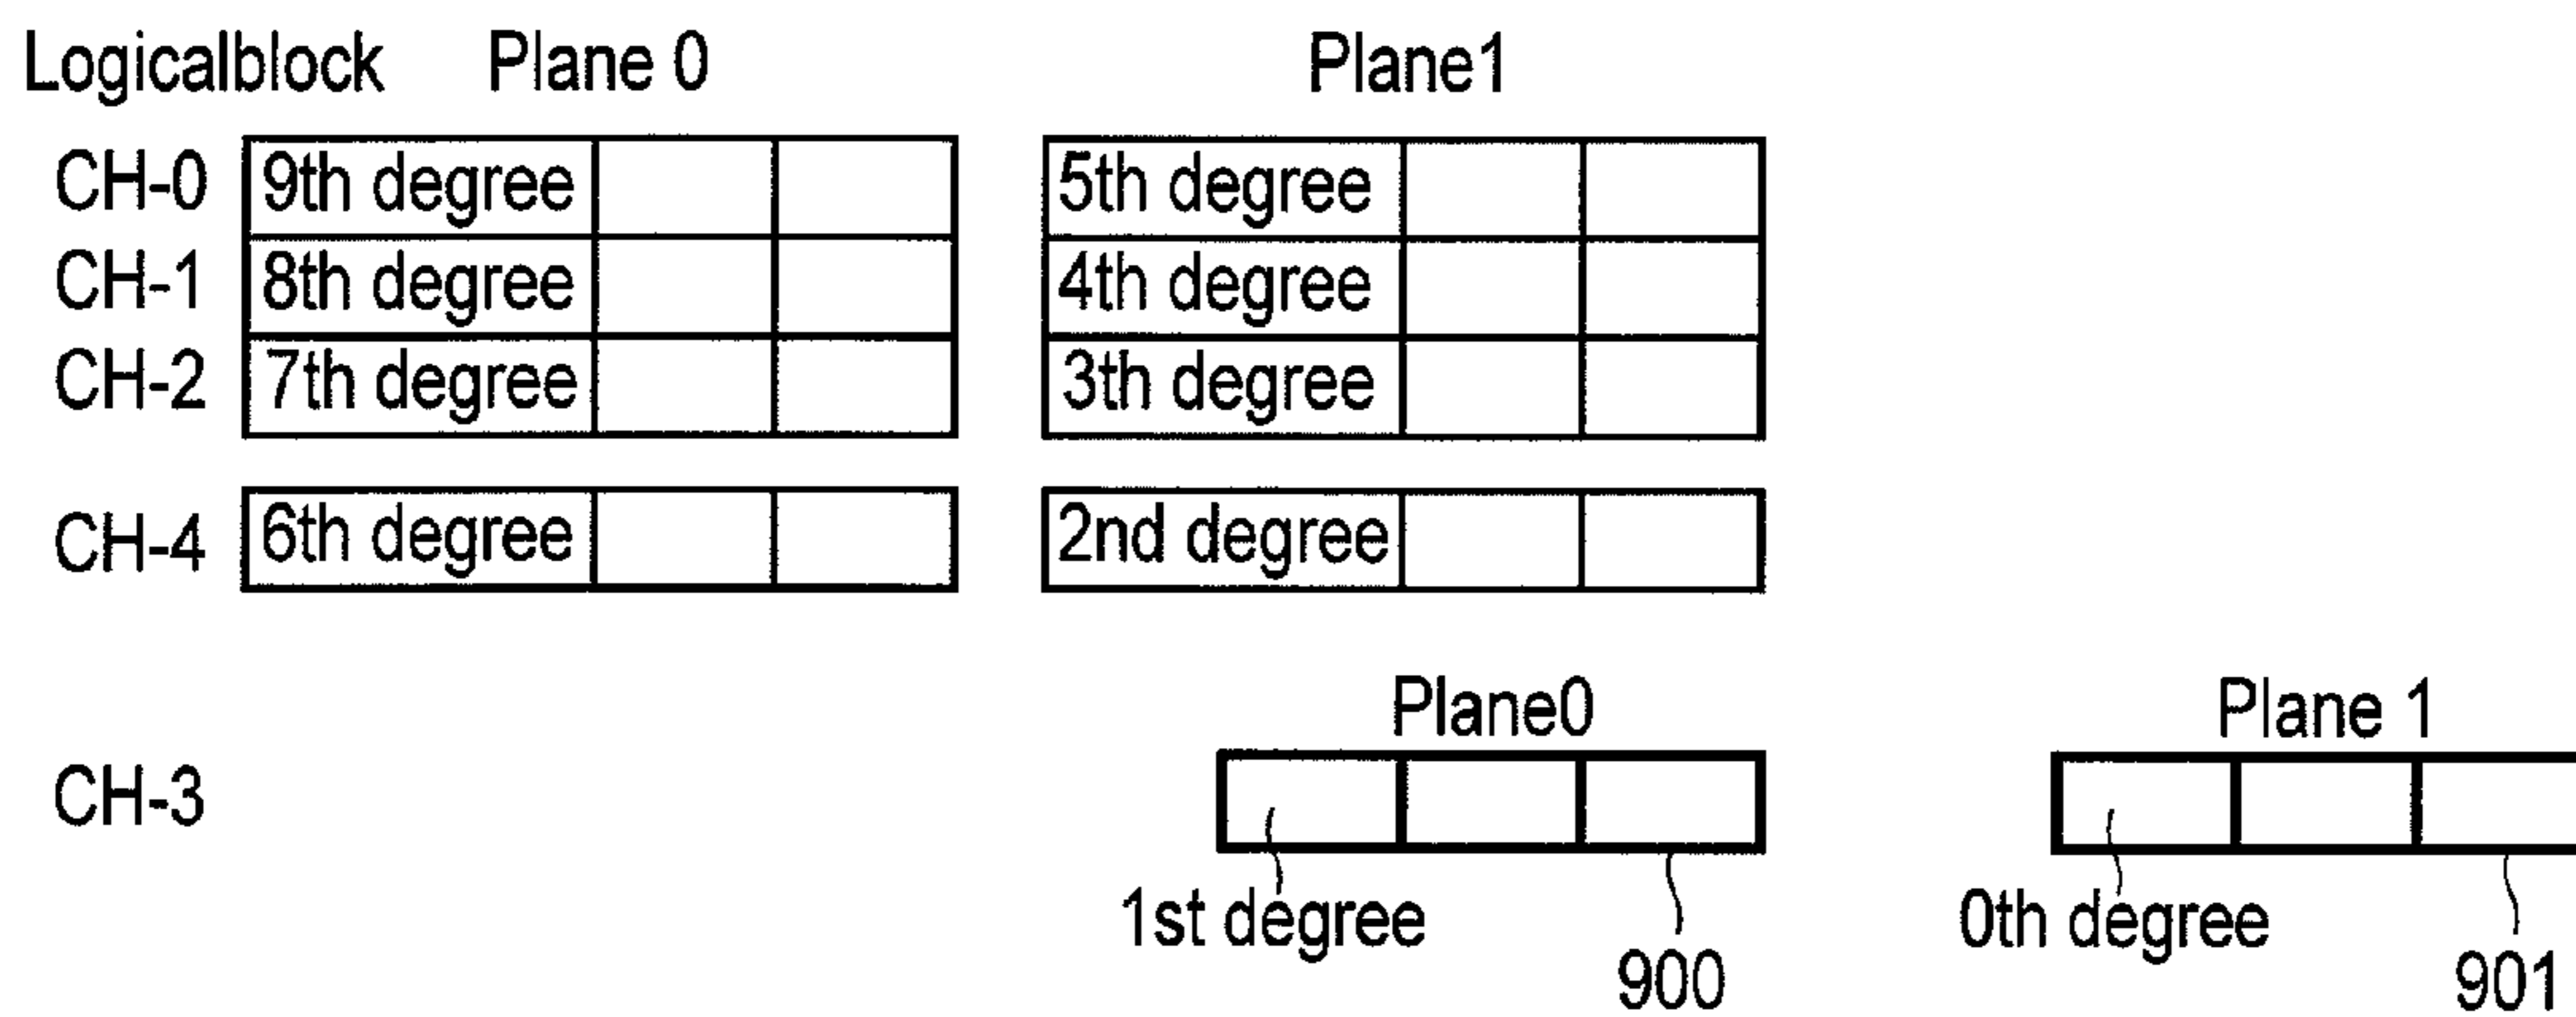 Logicalblock Plane 0 Plane1
CH-0 9th degree 5th degree
CH-1 8th degree 4th degree
CH-2 7th degree 3th degree
CH-4 6th degree 2nd degree
Plane0 Plane 1
CH-3
1st degree 0th degree
900 901